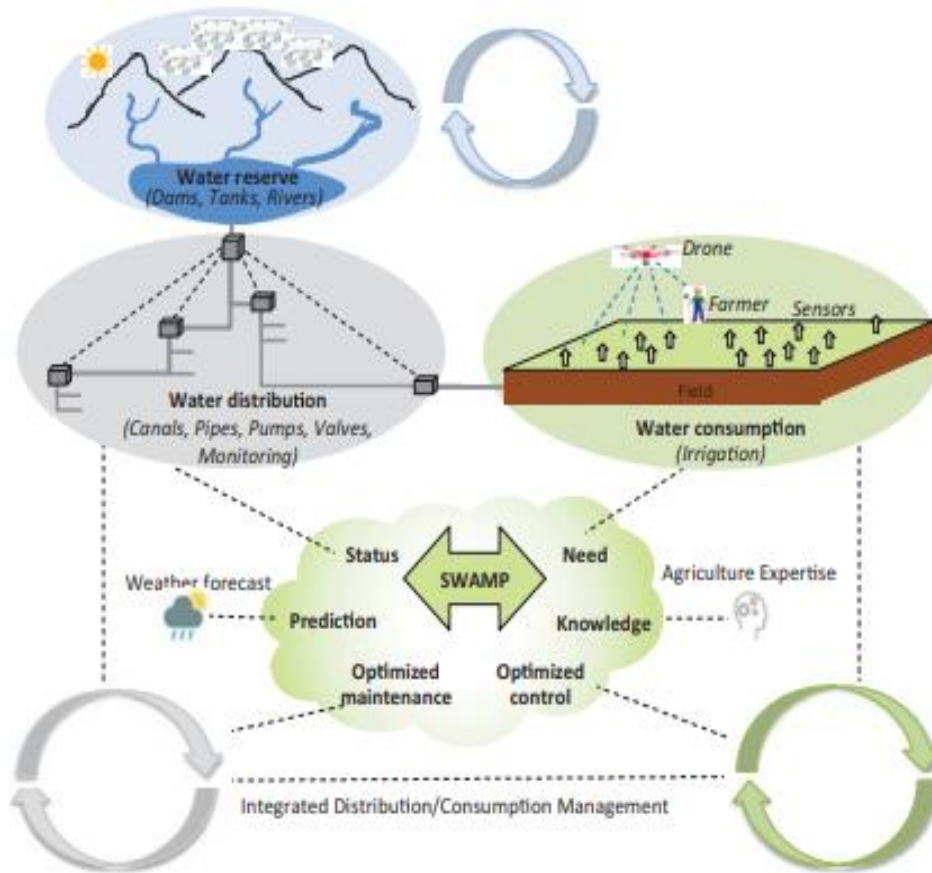 Water reserve
(Dams, Tanks, Rivers)
Drone
Farmer
Sensors
Field
Water distribution
(Canals, Pipes, Pumps, Valves,
Monitoring)
Water consumption
(Irrigation)
Status
SWAMP
Need
Weather forecast
Agriculture Expertise
Prediction
Knowledge
Optimized
maintenance
Optimized
control
Integrated Distribution/Consumption Management